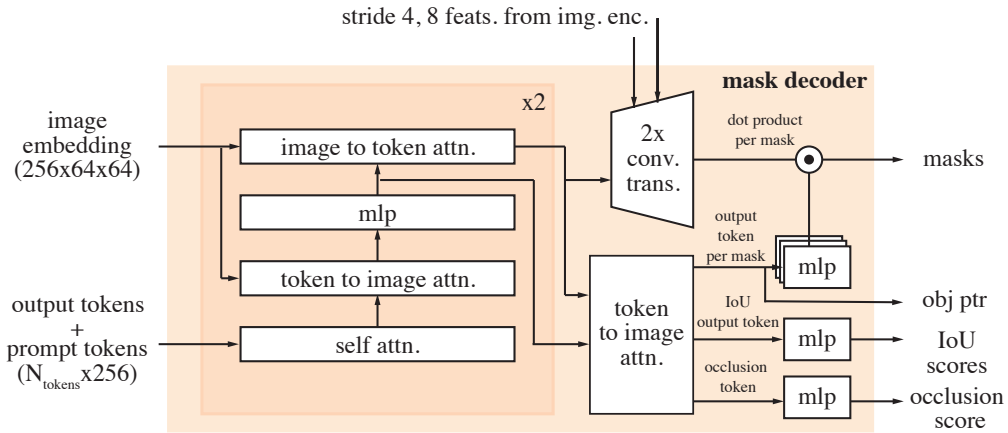 stride 4, 8 feats. from img. enc.
mask decoder
x2
image
embedding
(256x64x64)
image to token attn.
mlp
token to image attn.
self attn.
output tokens
+
prompt tokens
(Ntokensx256)
2x
conv.
trans.
dot product
per mask
masks
output
token
per mask
mlp
obj ptr
token
to image
attn.
IoU
output token
mlp
IoU
scores
occlusion
token
mlp
occlusion
score